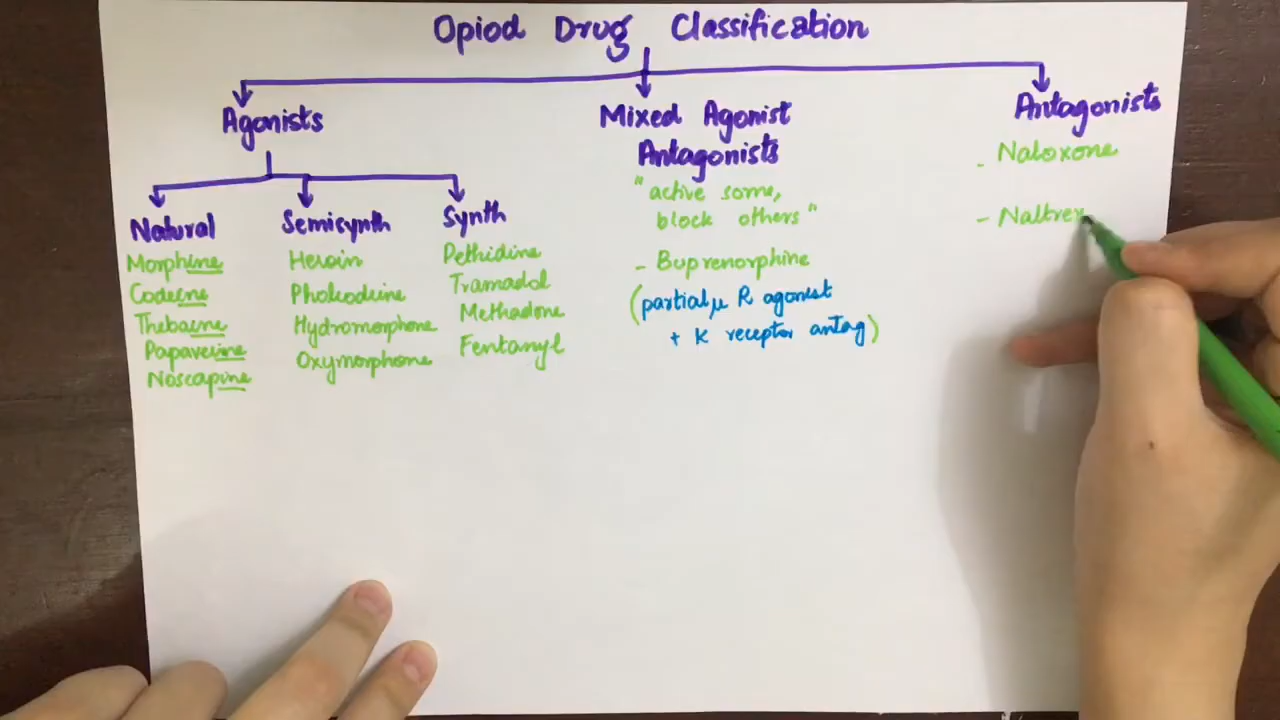 Opiod Drug Classification
Agonists
Natural
Morphine
Codeine
Thebaine
Papaverine
Noscapine
Semisynth
Heroin
Pholcodeine
Hydromorphone
Oxymorphone
Synth
Pethidine
Tramadol
Methadone
Fentanyl
Mixed Agonist
Antagonists
"active some,
block others"
- Buprenorphine
(partial μ R agonist
+ K receptor antag)
Antagonists
- Naloxone
- Naltrex